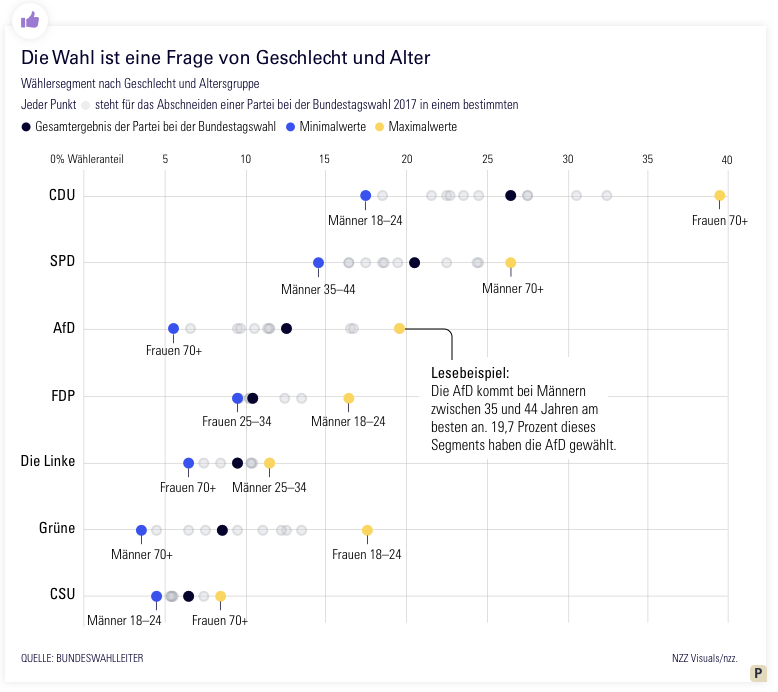 Die Wahl ist eine Frage von Geschlecht und Alter
Wählersegment nach Geschlecht und Altersgruppe
Jeder Punkt steht für das Abschneiden einer Partei bei der Bundestagswahl 2017 in einem bestimmten
Gesamtergebnis der Partei bei der Bundestagswahl Minimalwerte Maximalwerte
0% Wähleranteil 5 10 15 20 25 30 35 40
CDU
Männer 18–24 Frauen 70+
SPD
Männer 35–44 Männer 70+
AfD
Frauen 70+
Lesebeispiel:
Die AfD kommt bei Männern
zwischen 35 und 44 Jahren am
besten an. 19,7 Prozent dieses
Segments haben die AfD gewählt.
FDP
Frauen 25–34 Männer 18–24
Die Linke
Frauen 70+ Männer 25–34
Grüne
Männer 70+ Frauen 18–24
CSU
Männer 18–24 Frauen 70+
QUELLE: BUNDESWAHLLEITER NZZ Visuals/nzz.
P